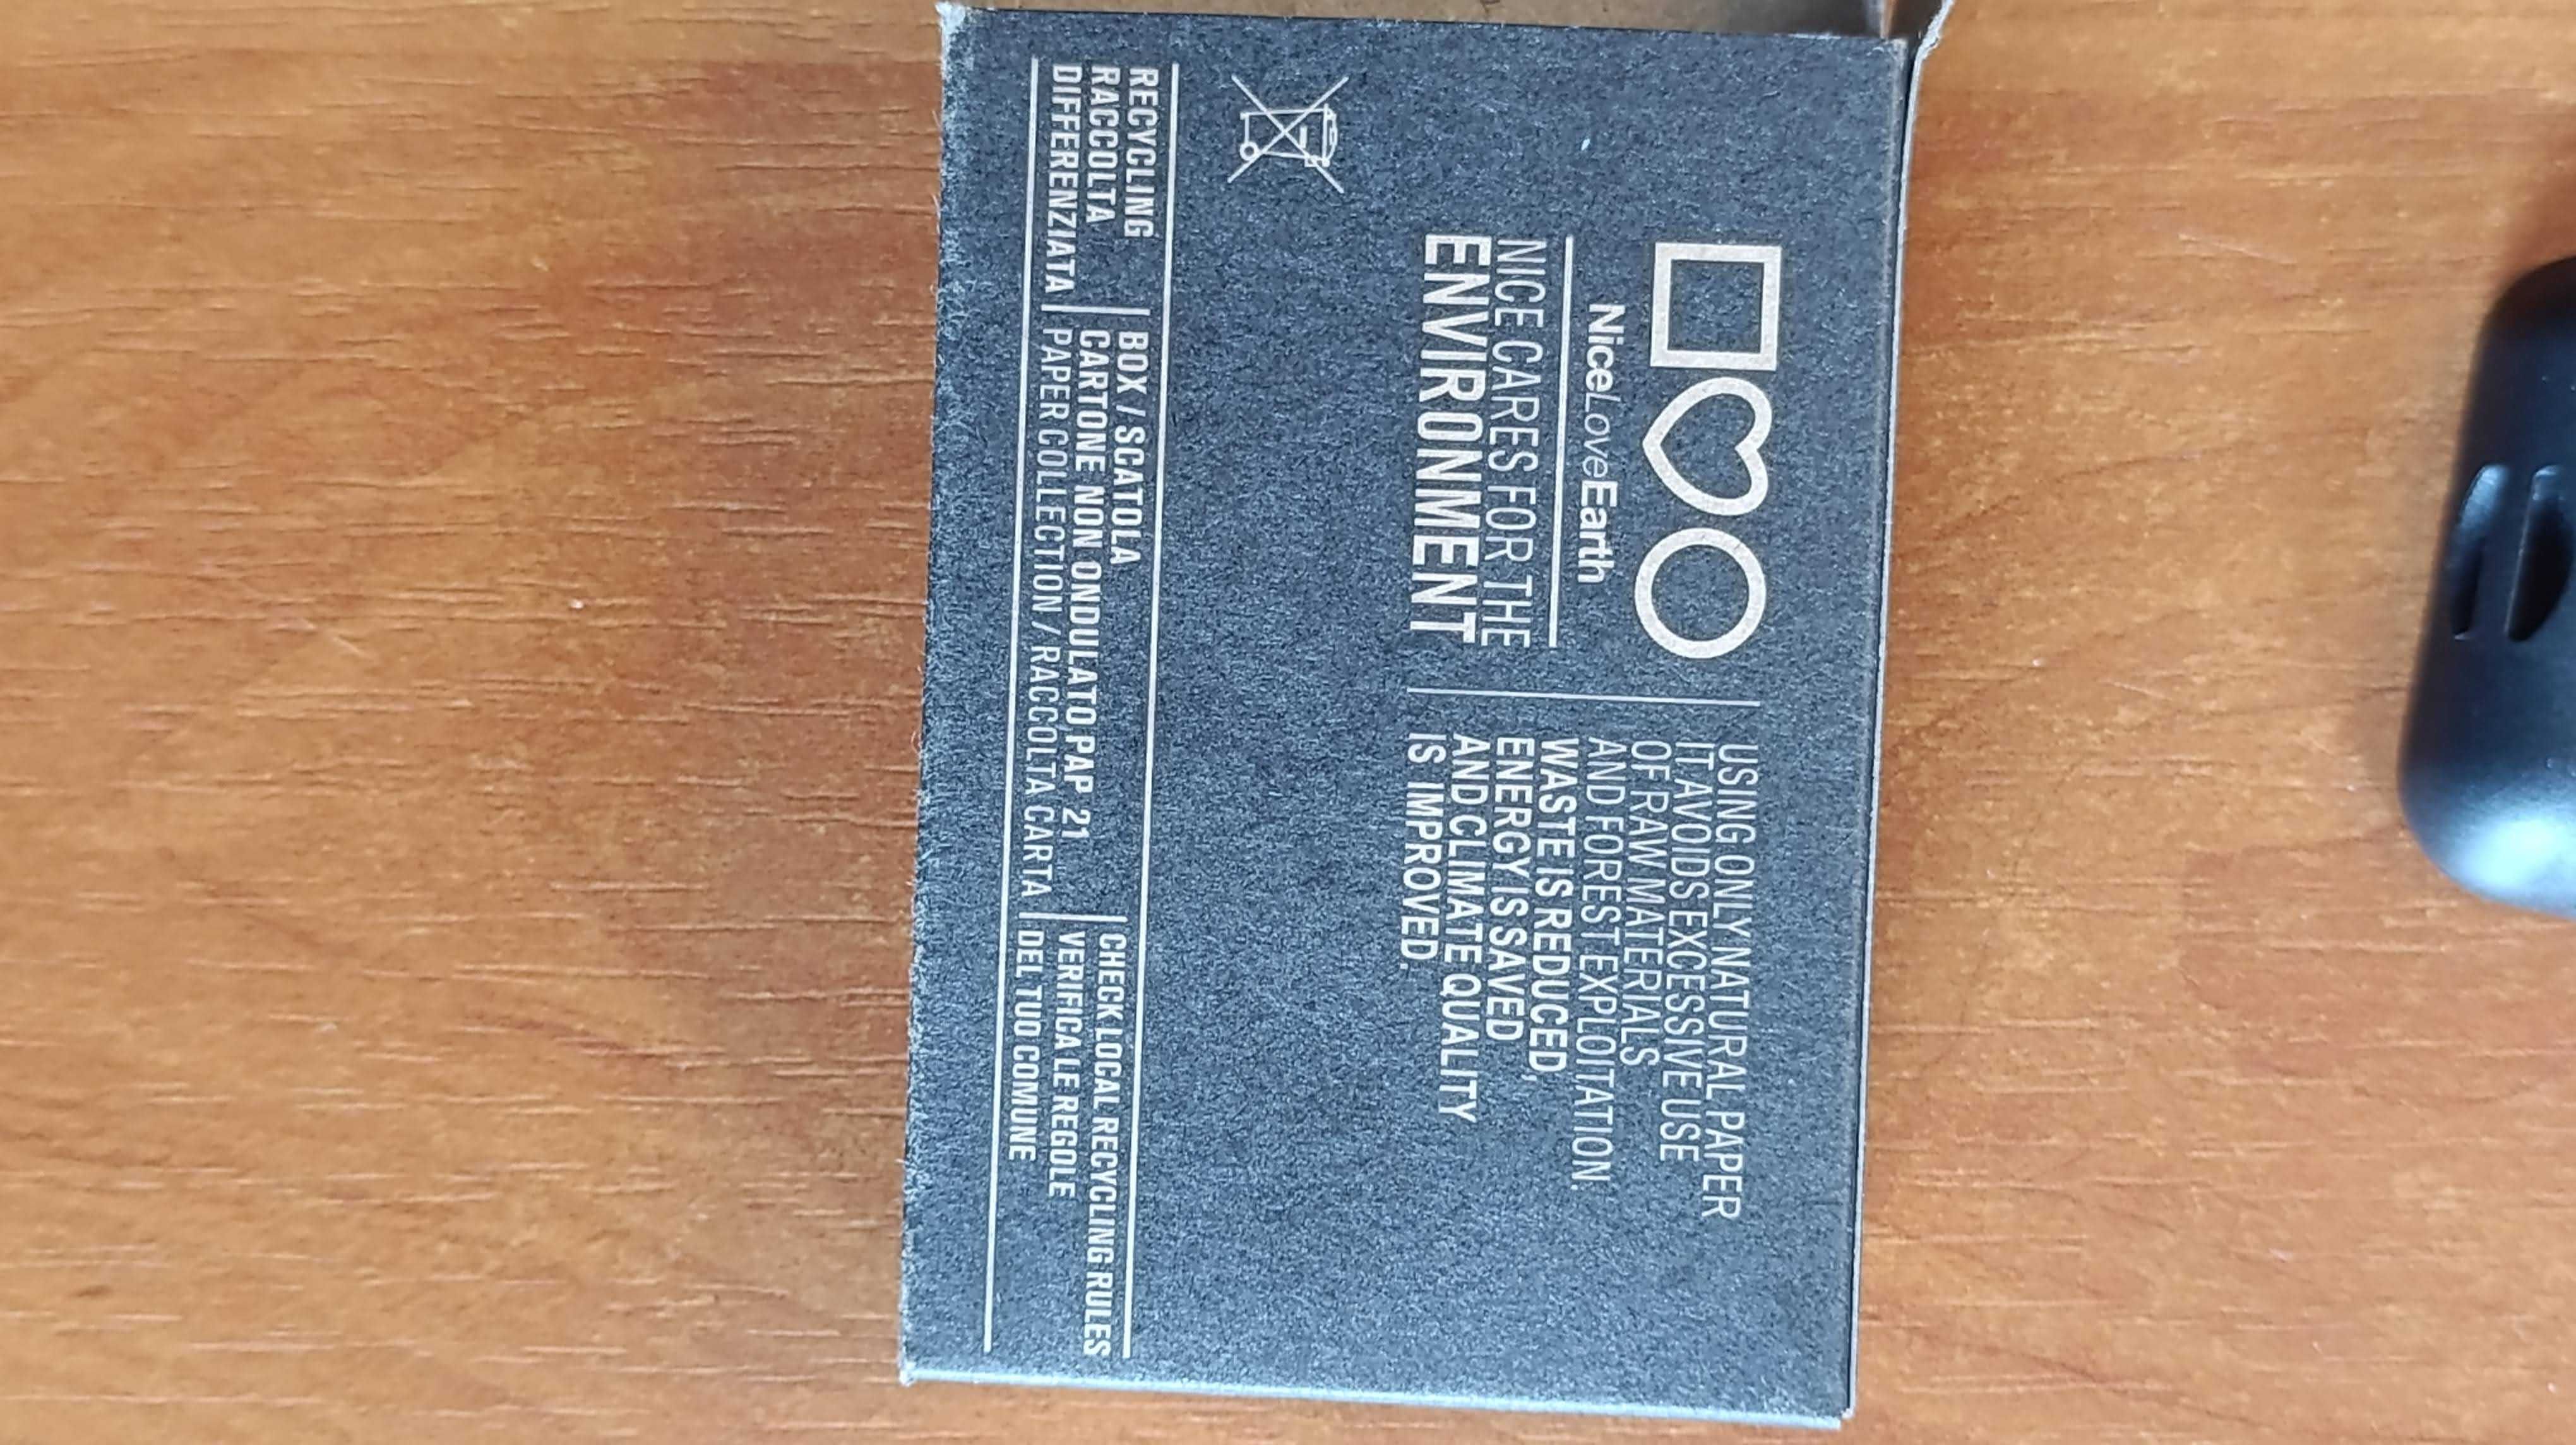 NiceLoveEarth
NICE CARES FOR THE
ENVIRONMENT
USING ONLY NATURAL PAPER
IT AVOIDS EXCESSIVE USE
OF RAW MATERIALS
AND FOREST EXPLOITATION.
WASTE IS REDUCED,
ENERGY IS SAVED
AND CLIMATE QUALITY
IS IMPROVED.
RECYCLING
RACCOLTA
DIFFERENZIATA
BOX / SCATOLA
CARTONE NON ONDULATO PAP 21
PAPER COLLECTION / RACCOLTA CARTA
CHECK LOCAL RECYCLING RULES
VERIFICA LE REGOLE
DEL TUO COMUNE